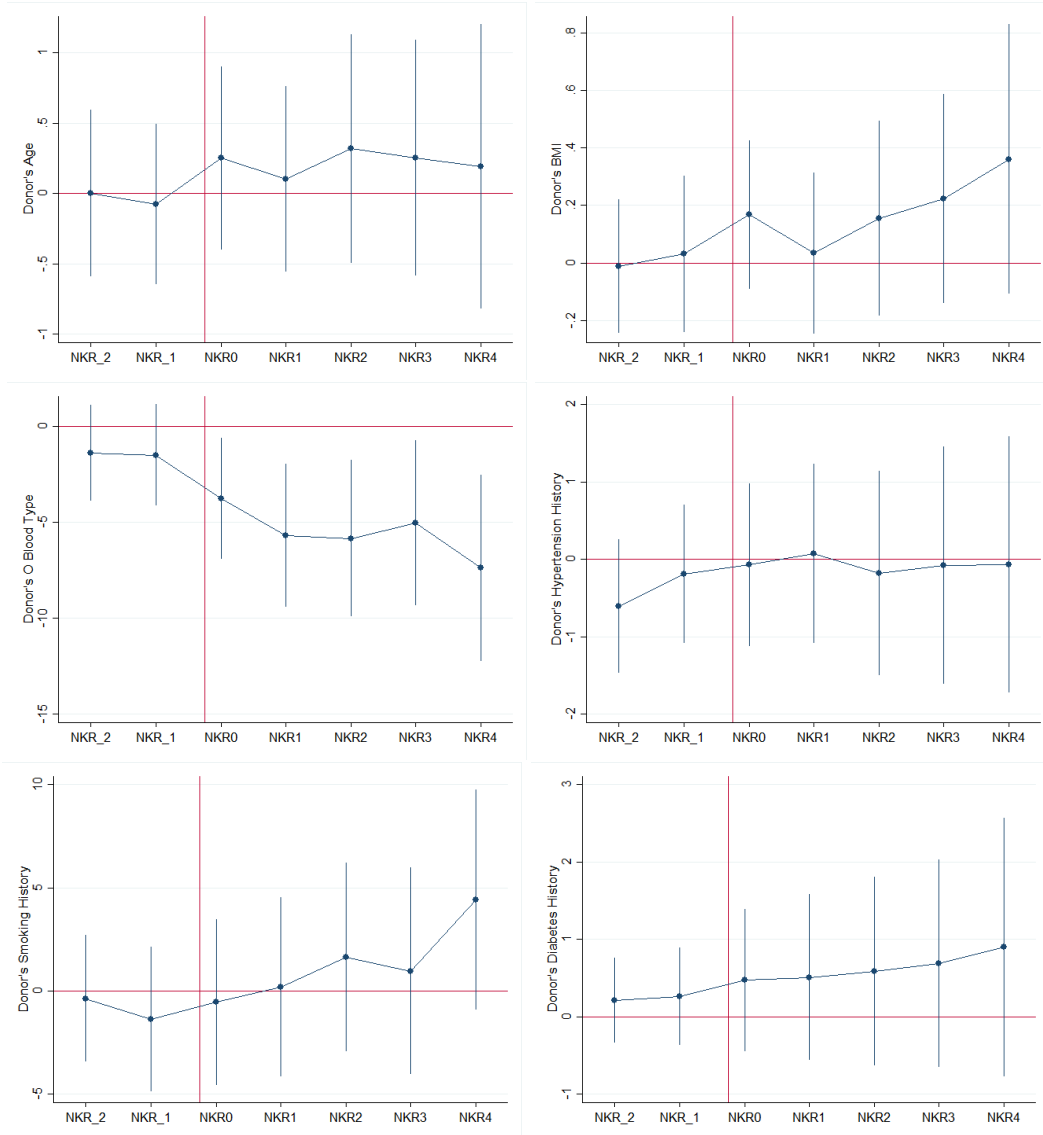 Donor's Age
1
.5
0
-.5
-1
NKR_2 NKR_1 NKR0 NKR1 NKR2 NKR3 NKR4
Donor's BMI
.8
.6
.4
.2
0
-.2
NKR_2 NKR_1 NKR0 NKR1 NKR2 NKR3 NKR4
Donor's O Blood Type
0
-5
-10
-15
NKR_2 NKR_1 NKR0 NKR1 NKR2 NKR3 NKR4
Donor's Hypertension History
2
1
0
-1
-2
NKR_2 NKR_1 NKR0 NKR1 NKR2 NKR3 NKR4
Donor's Smoking History
10
5
0
-5
NKR_2 NKR_1 NKR0 NKR1 NKR2 NKR3 NKR4
Donor's Diabetes History
3
2
1
0
-1
NKR_2 NKR_1 NKR0 NKR1 NKR2 NKR3 NKR4